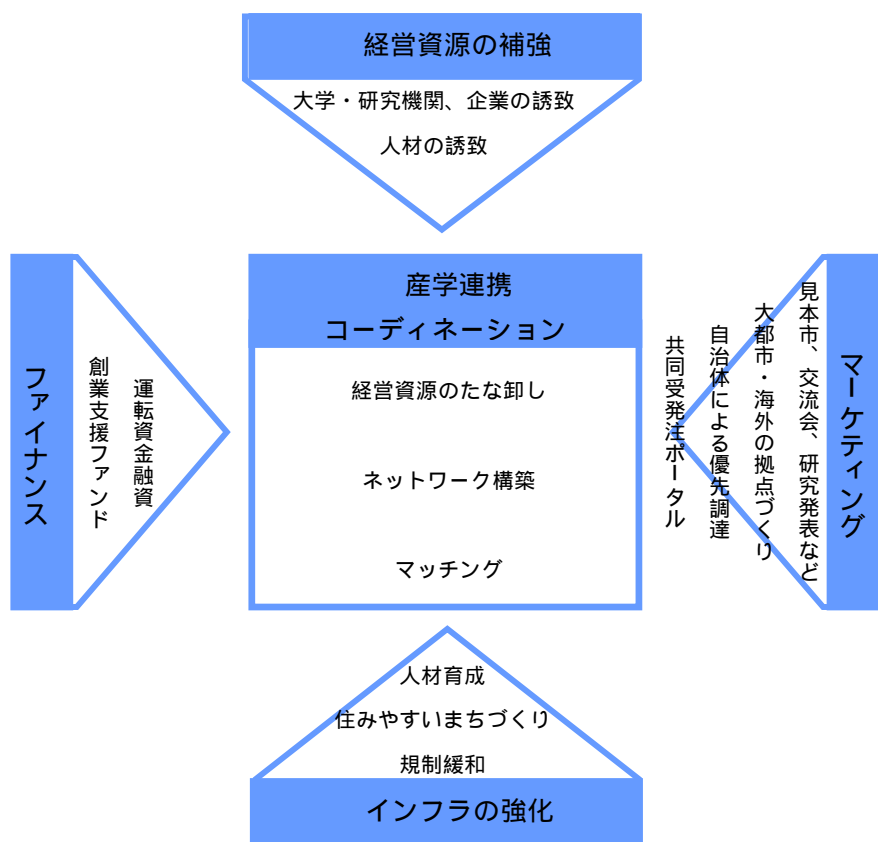 経営資源の補強
大学・研究機関、企業の誘致
人材の誘致
ファイナンス
創業支援ファンド
運転資金融資
産学連携
コーディネーション
経営資源のたな卸し
ネットワーク構築
マッチング
マーケティング
見本市、交流会、研究発表など
大都市・海外の拠点づくり
自治体による優先調達
共同受発注ポータル
人材育成
住みやすいまちづくり
規制緩和
インフラの強化